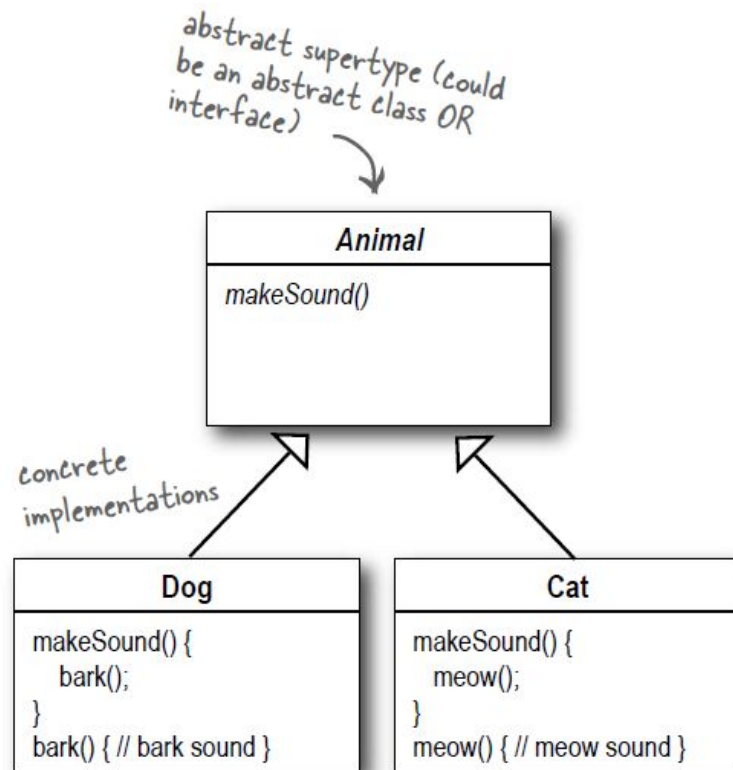 abstract supertype (could
be an abstract class OR
interface)
Animal
makeSound()
concrete
implementations
Dog
makeSound() {
bark();
}
bark() { // bark sound }
Cat
makeSound() {
meow();
}
meow() { // meow sound }